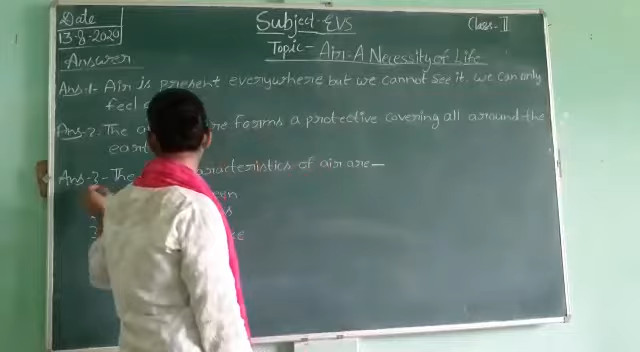 Date
13-8-2020
Subject-EVS
Class-II
Topic- Air-A Necessity of Life
Answer
Ans-1- Air is present everywhere but we cannot see it. We can only
feel
Ans-2. The forms a protective covering all around the
Ans-3- The characteristics of air are—